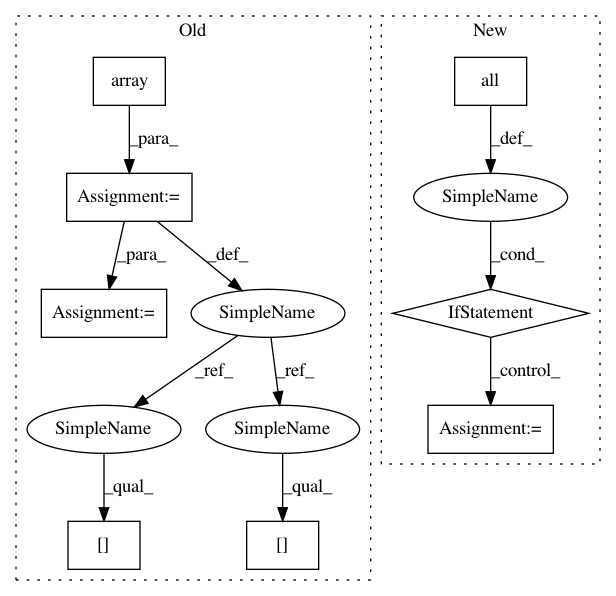 Old
New
array
all
_para_
_def_
Assignment:=
SimpleName
_para_
_def_
_cond_
Assignment:=
SimpleName
IfStatement
_ref_
_ref_
_control_
SimpleName
SimpleName
Assignment:=
_qual_
_qual_
[]
[]